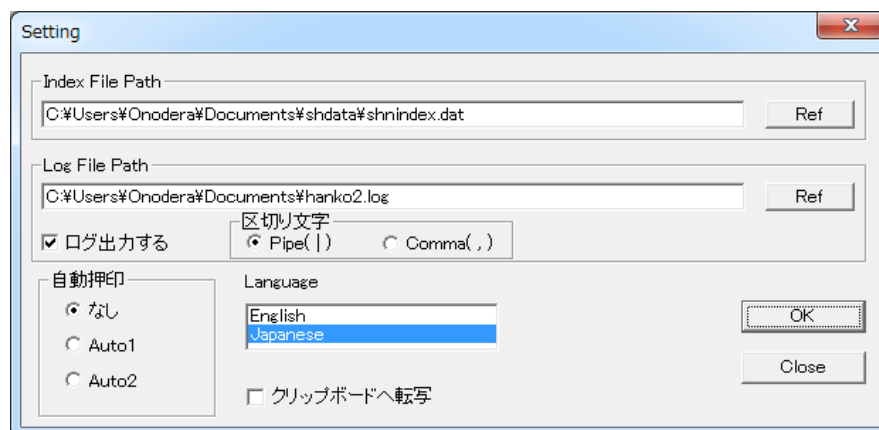 Setting
Index File Path
C:¥Users¥Onodera¥Documents¥shdata¥shnindex.dat
Ref
Log File Path
C:¥Users¥Onodera¥Documents¥hanko2.log
Ref
ログ出力する
区切り文字
Pipe( | )
Comma( , )
自動押印
なし
Auto1
Auto2
Language
English
Japanese
クリップボードへ転写
OK
Close